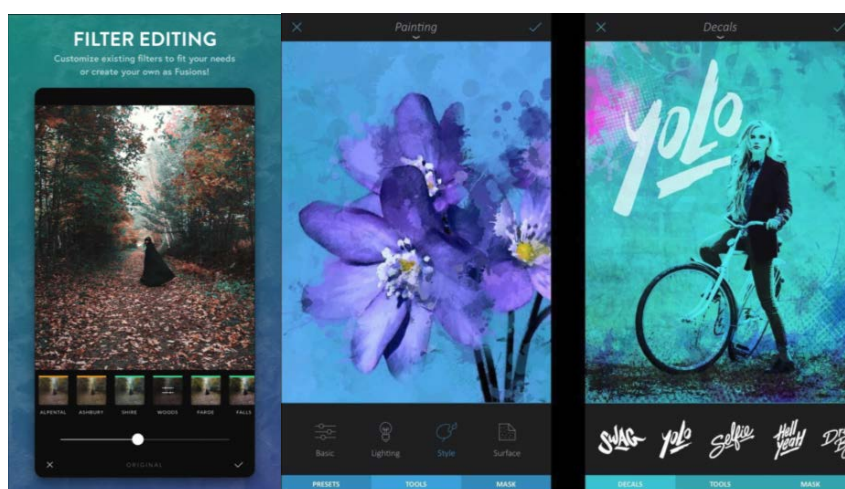 FILTER EDITING
Customize existing filters to fit your needs
or create your own as Fusions!
ALPENTAL ASHBURY SHIRE WOODS FARGE FALLS
ORIGINAL
Painting
Basic Lighting Style Surface
PRESETS TOOLS MASK
Decals
YOLO
SWAG YOLO Selfie Hell YeaH
DECALS TOOLS MASK